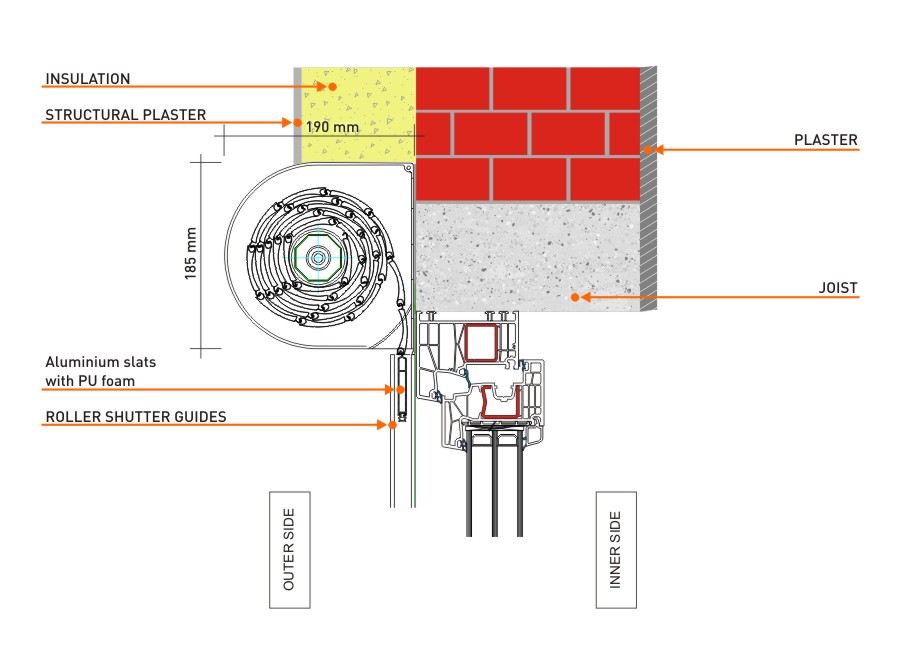 INSULATION
STRUCTURAL PLASTER
190 mm
PLASTER
185 mm
JOIST
Aluminium slats
with PU foam
ROLLER SHUTTER GUIDES
OUTER SIDE
INNER SIDE